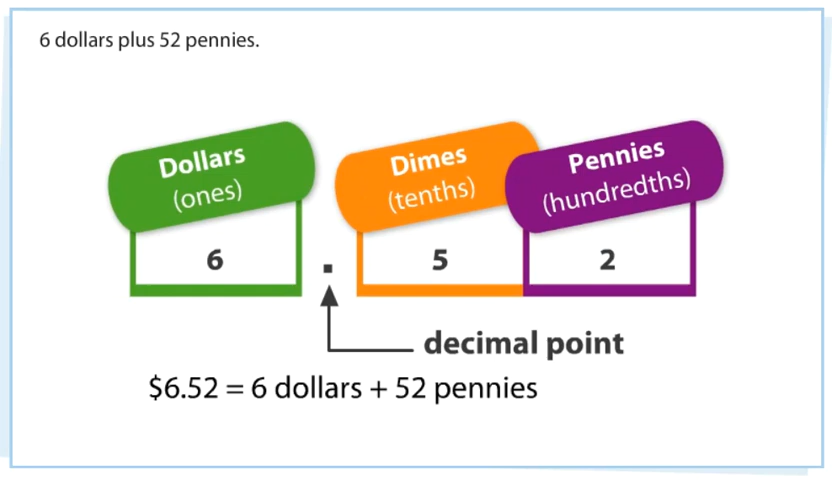 6 dollars plus 52 pennies.
Dollars
(ones)
Dimes
(tenths)
Pennies
(hundredths)
6 . 5 2
decimal point
$6.52 = 6 dollars + 52 pennies